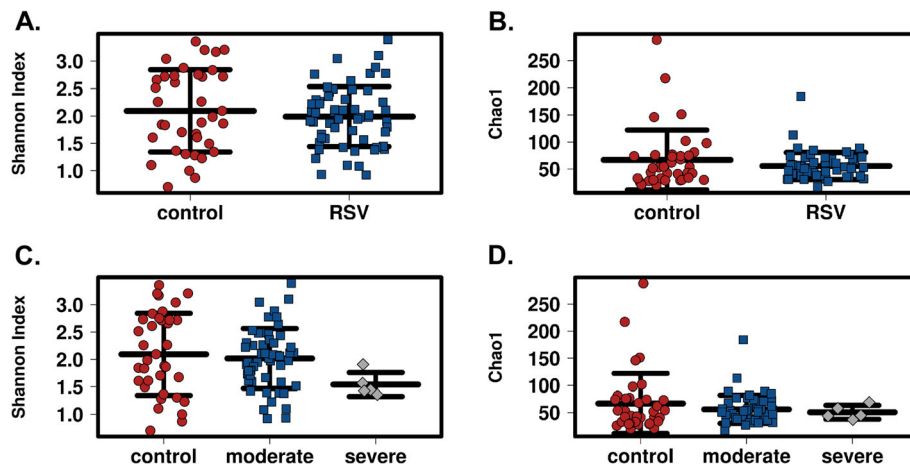 A.
Shannon Index
3.0
2.5
2.0
1.5
1.0
control RSV
B.
Chao1
250
200
150
100
50
control RSV
C.
Shannon Index
3.0
2.5
2.0
1.5
1.0
control moderate severe
D.
Chao1
250
200
150
100
50
control moderate severe